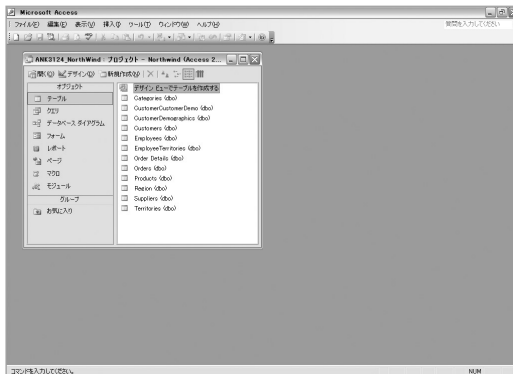 Microsoft Access
ファイル(F) 編集(E) 表示(V) 挿入(I) ツール(T) ウィンドウ(W) ヘルプ(H)
質問を入力してください
ANK3124_NorthWind : プロジェクト - Northwind (Access 2...
開く(O) デザイン(D) 新規作成(N)
オブジェクト
テーブル
クエリ
データベース ダイアグラム
フォーム
レポート
ページ
マクロ
モジュール
グループ
お気に入り
デザイン ビューでテーブルを作成する
Categories (dbo)
CustomerCustomerDemo (dbo)
CustomerDemographics (dbo)
Customers (dbo)
Employees (dbo)
EmployeeTerritories (dbo)
Order Details (dbo)
Orders (dbo)
Products (dbo)
Region (dbo)
Suppliers (dbo)
Territories (dbo)
コマンドを入力してください。
NUM